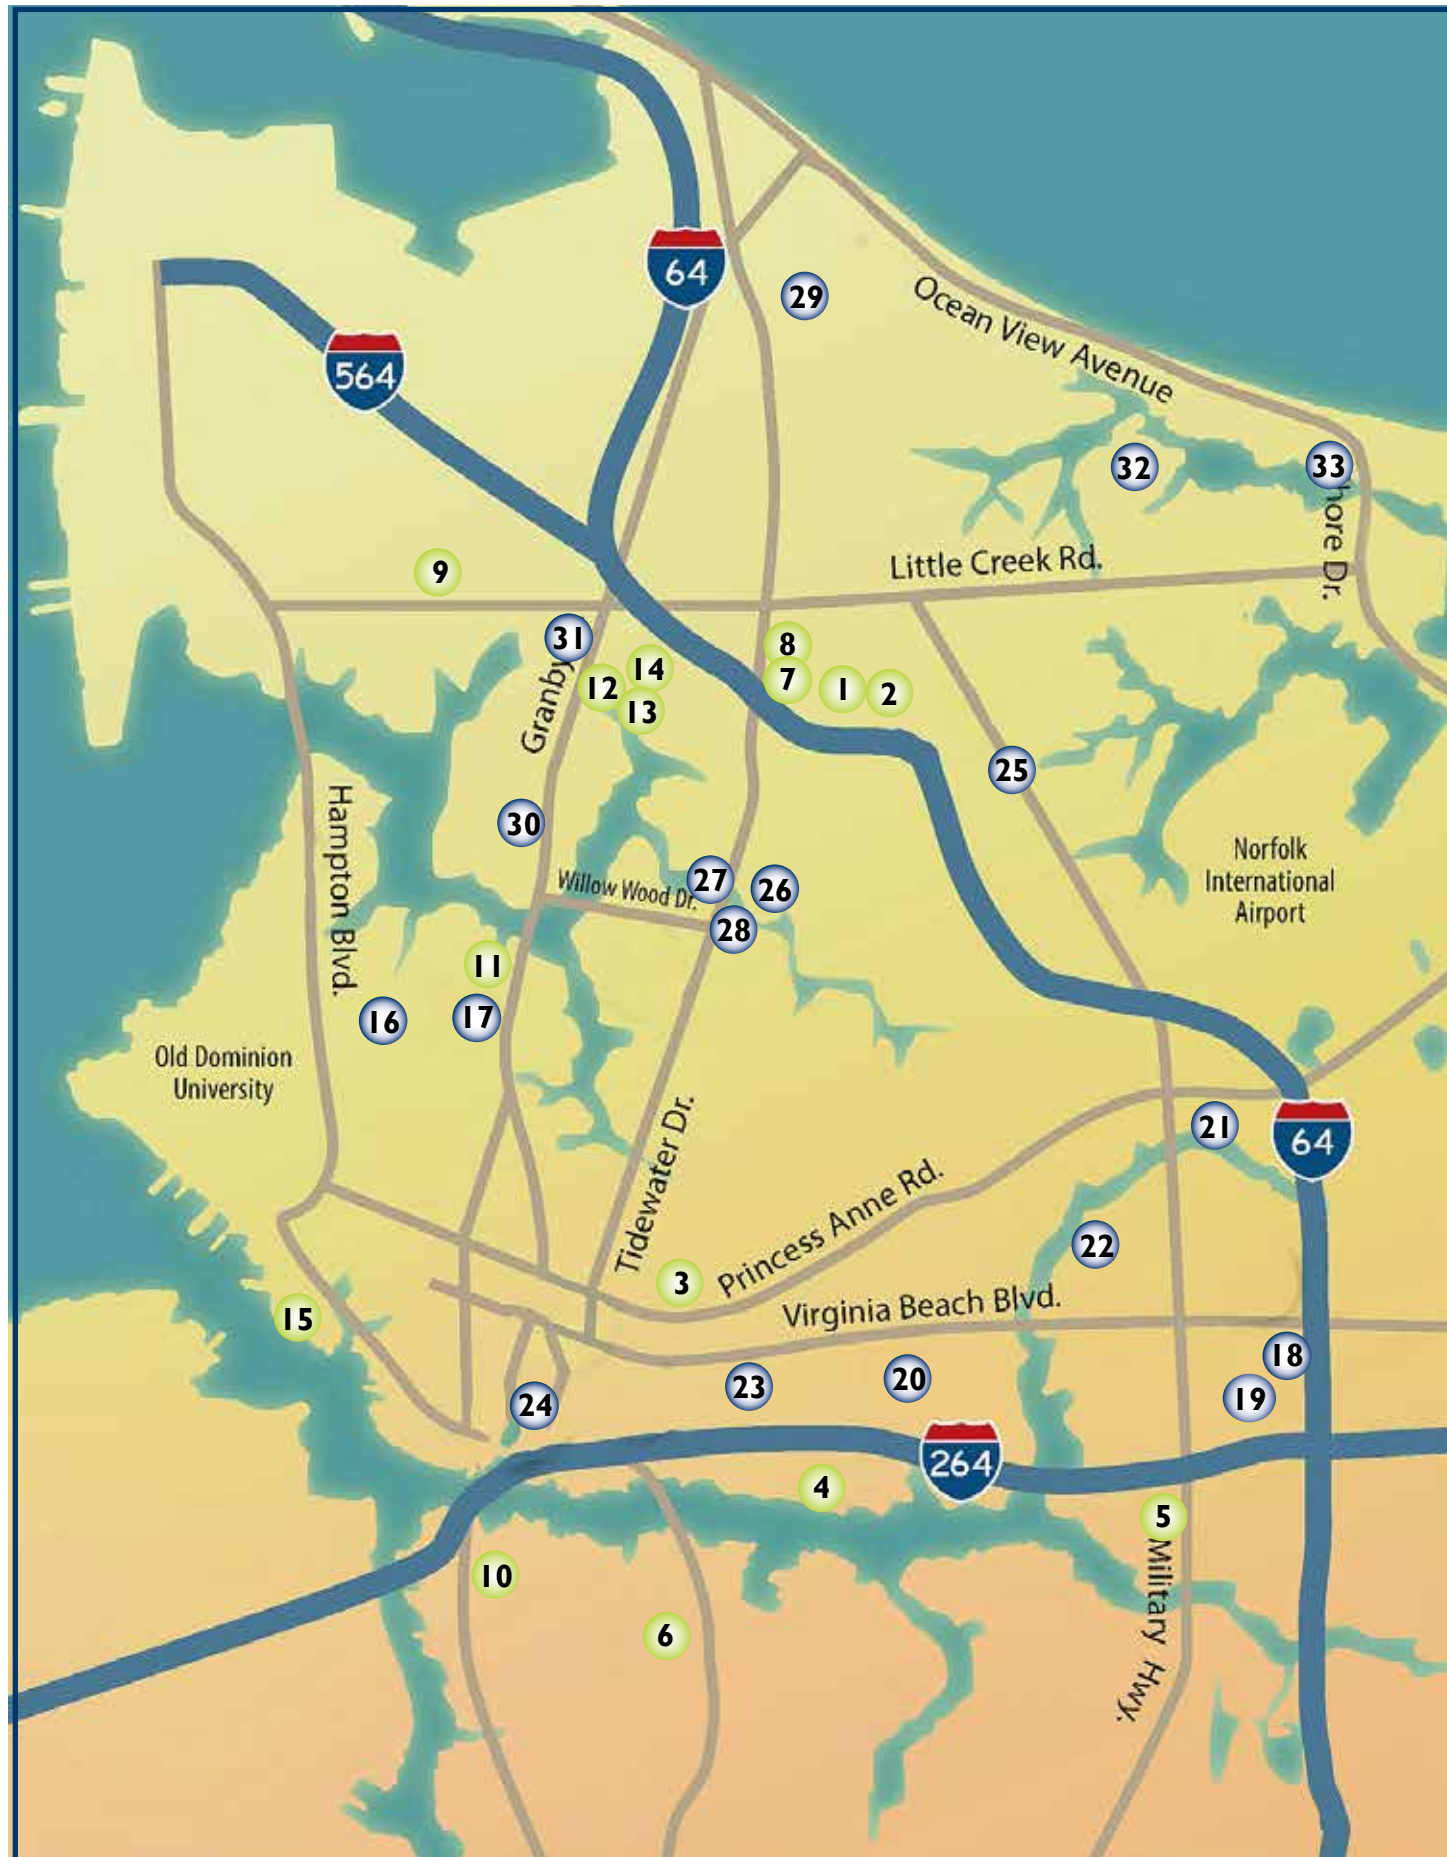 64
29
Ocean View Avenue
564
32
33
hore Dr.
Little Creek Rd.
9
31
8
14
7
1
2
12
13
Granby
25
Hampton Blvd.
30
Norfolk
International
Airport
Willow Wood Dr.
27
26
28
11
16
17
Old Dominion
University
21
64
Tidewater Dr.
Princess Anne Rd.
22
3
Virginia Beach Blvd.
15
18
23
20
19
24
264
4
5
Military Hwy.
10
6